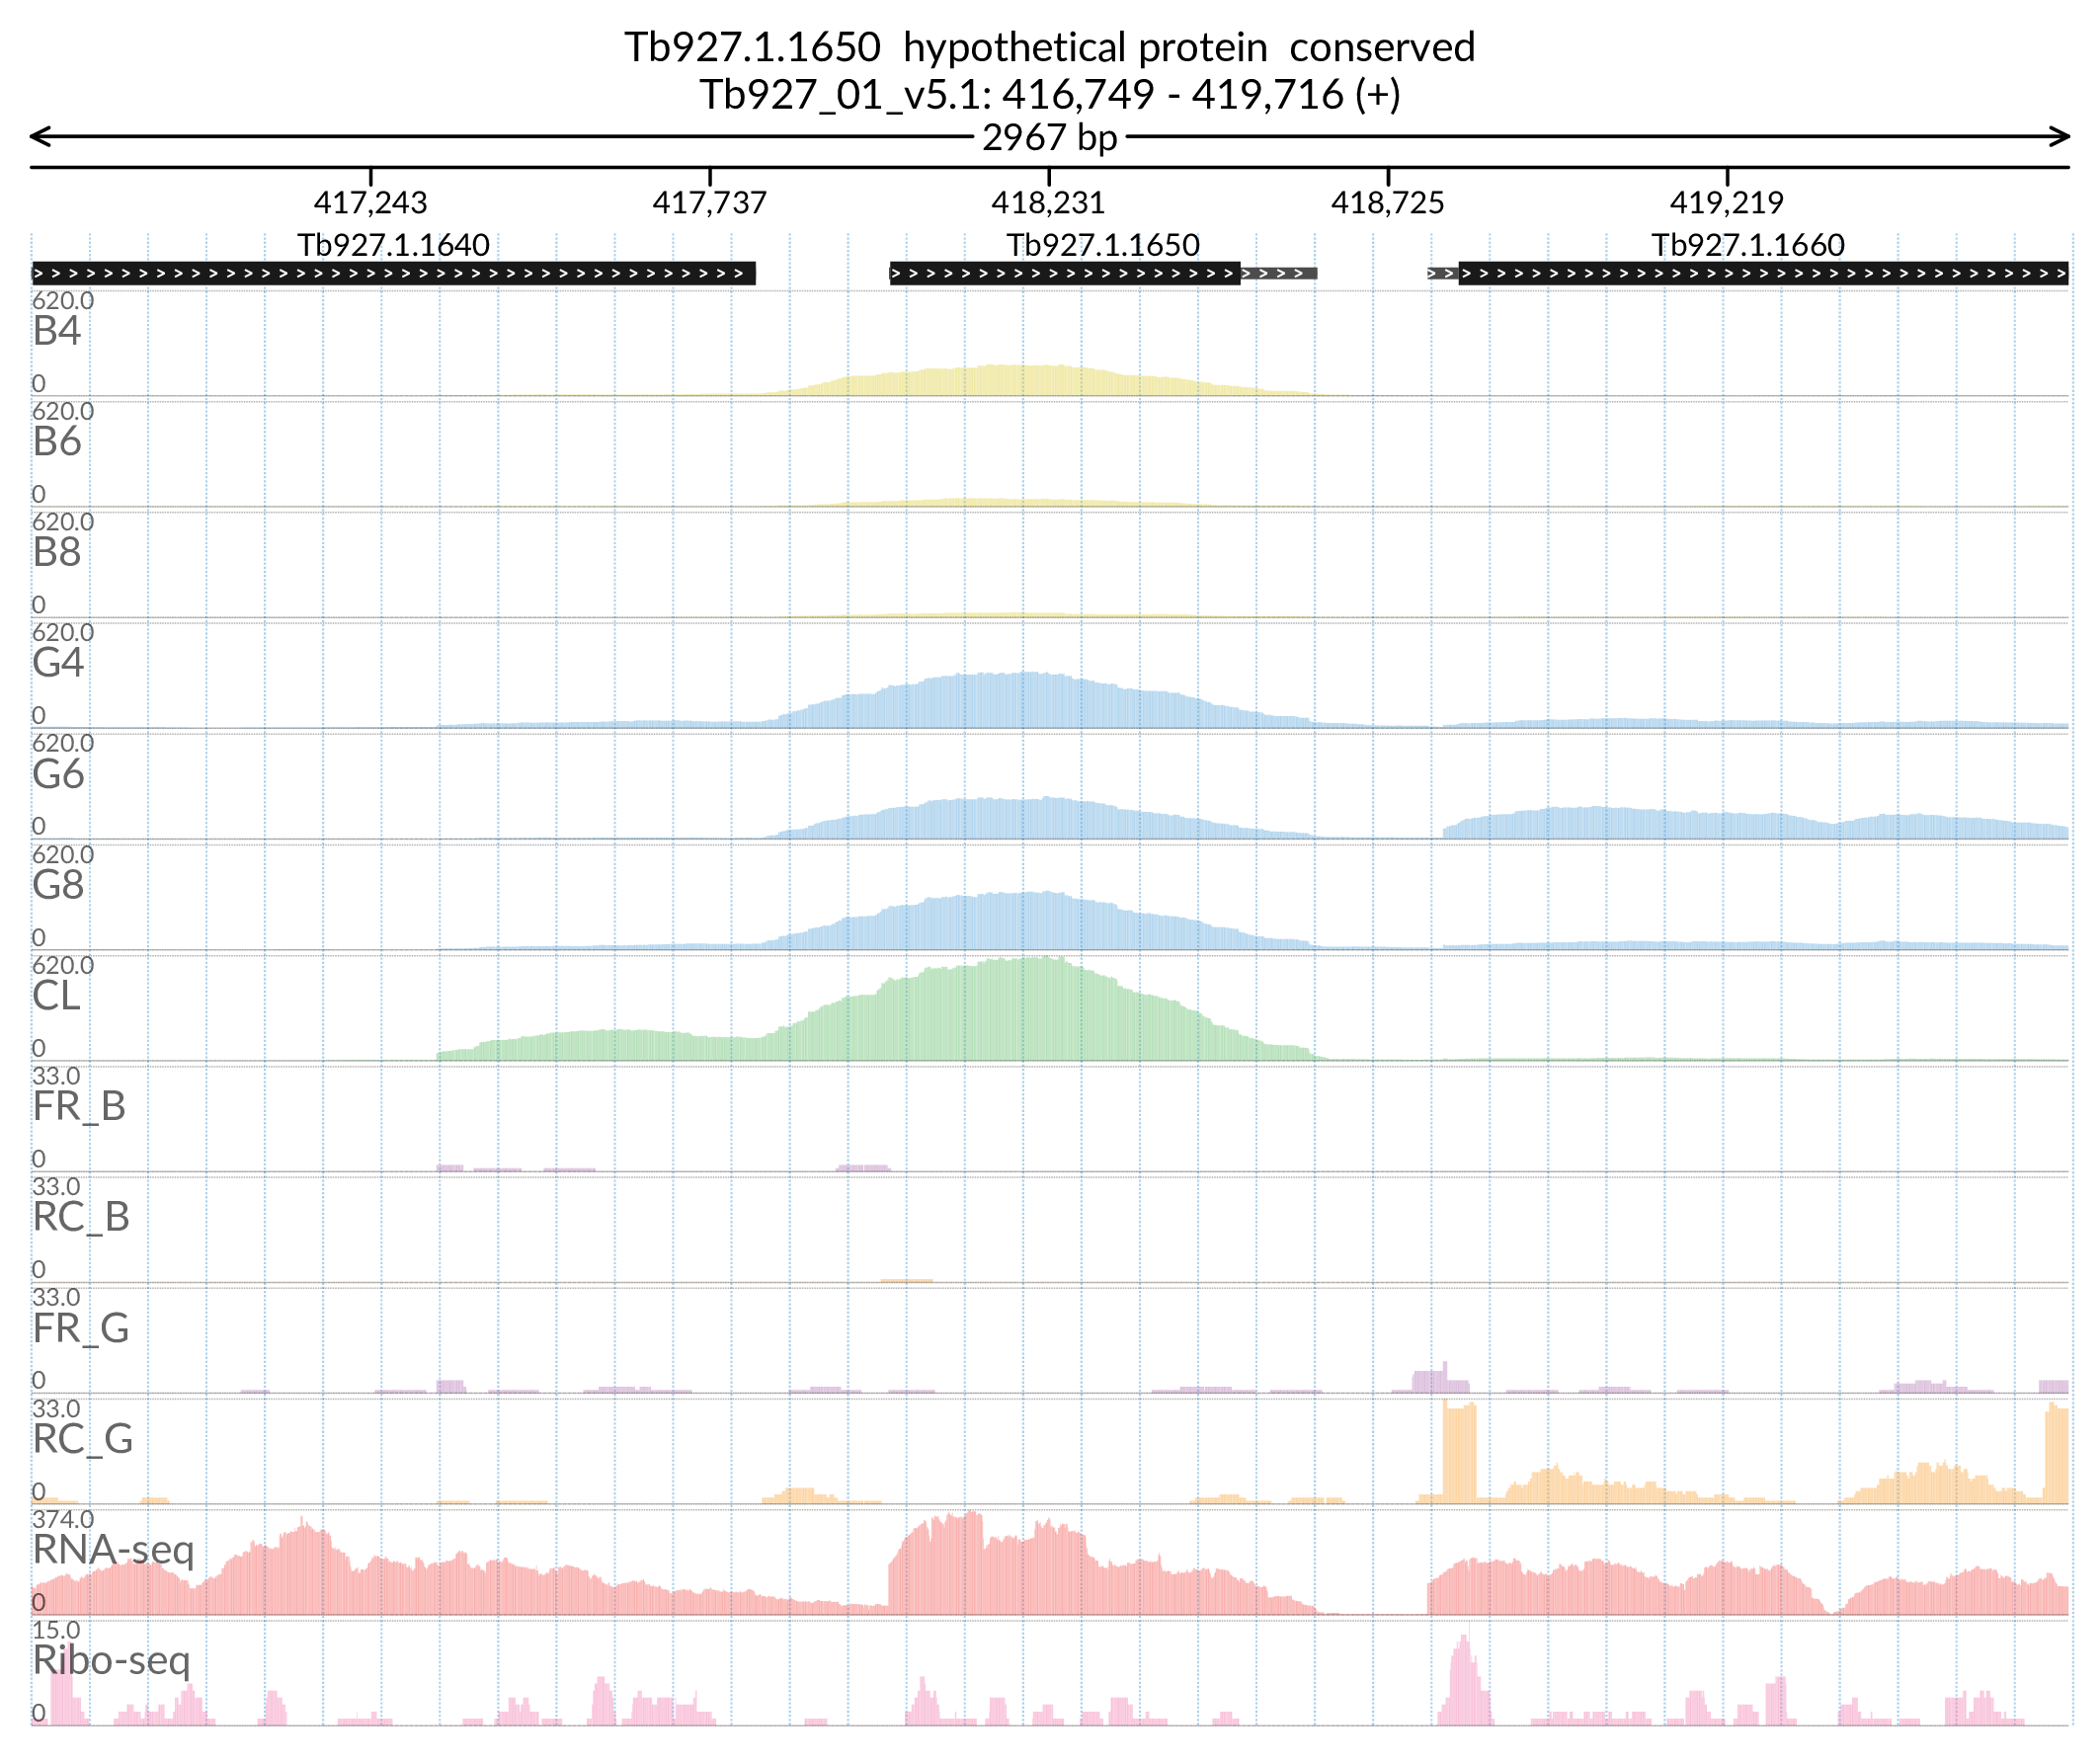 Tb927.1.1650 hypothetical protein conserved
Tb927_01_v5.1: 416,749 - 419,716 (+)
2967 bp
417,243 417,737 418,231 418,725 419,219
Tb927.1.1640 Tb927.1.1650 Tb927.1.1660
620.0
B4
0
620.0
B6
0
620.0
B8
0
620.0
G4
0
620.0
G6
0
620.0
G8
0
620.0
CL
0
33.0
FR_B
0
33.0
RC_B
0
33.0
FR_G
0
33.0
RC_G
0
374.0
RNA-seq
0
15.0
Ribo-seq
0